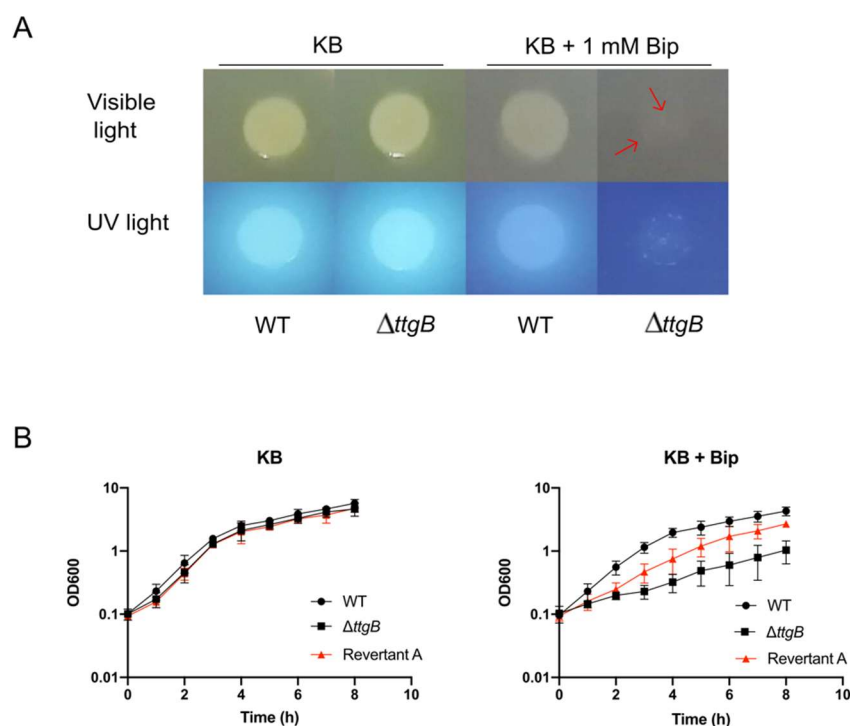 A
KB
KB + 1 mM Bip
Visible
light
UV light
WT
ΔttgB
WT
ΔttgB
B
KB
OD600
10
1
0.1
0.01
0
2
4
6
8
10
Time (h)
WT
ΔttgB
Revertant A
KB + Bip
OD600
10
1
0.1
0.01
0
2
4
6
8
10
Time (h)
WT
ΔttgB
Revertant A